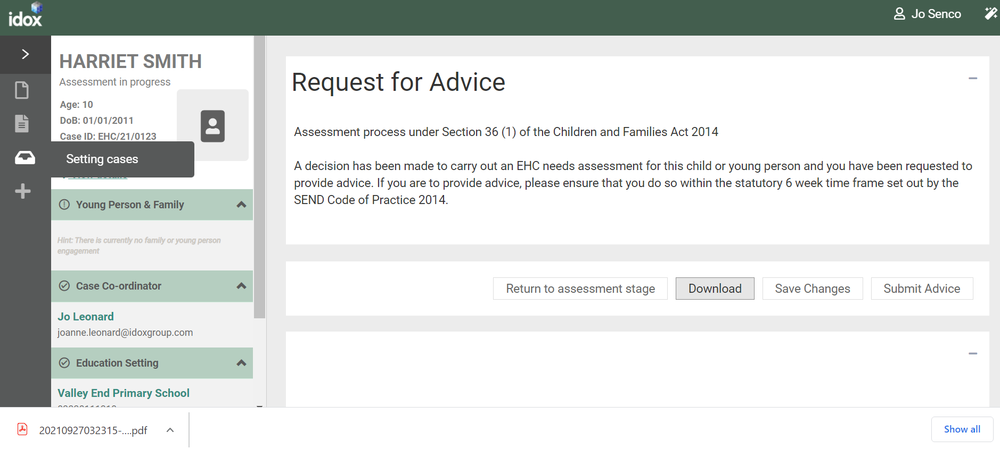 idox
Jo Senco
HARRIET SMITH
Assessment in progress
Age: 10
DoB: 01/01/2011
Case ID: EHC/21/0123
Setting cases
Young Person & Family
Hint: There is currently no family or young person
engagement
Case Co-ordinator
Jo Leonard
joanne.leonard@idoxgroup.com
Education Setting
Valley End Primary School
Request for Advice
Assessment process under Section 36 (1) of the Children and Families Act 2014
A decision has been made to carry out an EHC needs assessment for this child or young person and you have been requested to
provide advice. If you are to provide advice, please ensure that you do so within the statutory 6 week time frame set out by the
SEND Code of Practice 2014.
Return to assessment stage
Download
Save Changes
Submit Advice
20210927032315-....pdf
Show all